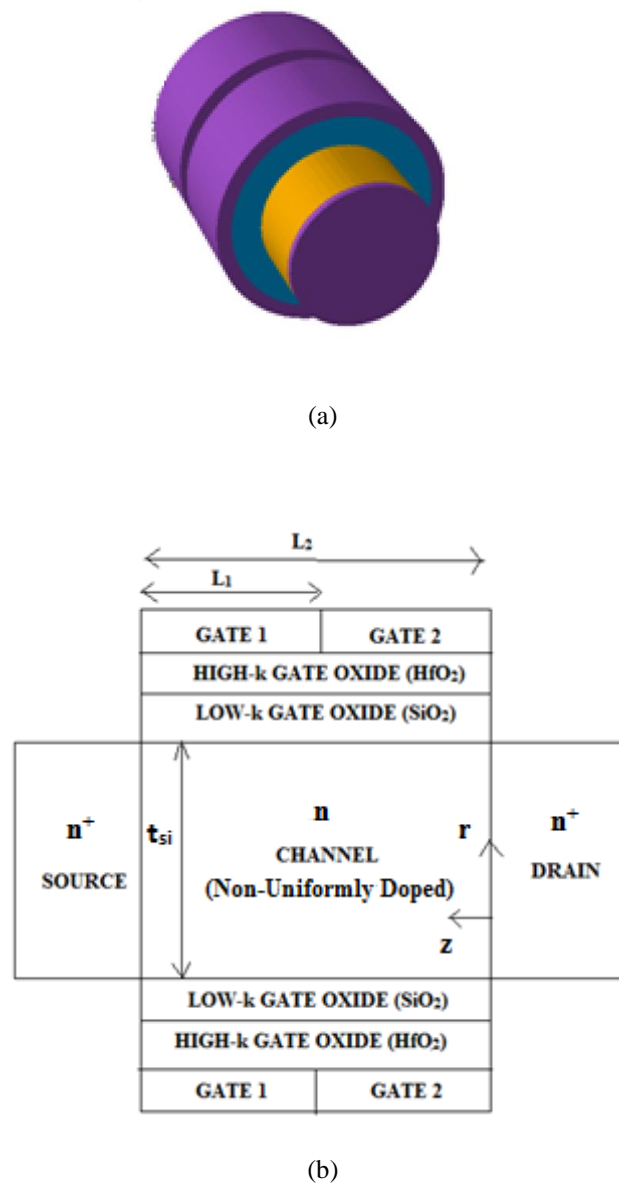 (a)
L₂
L₁
GATE 1 GATE 2
HIGH-k GATE OXIDE (HfO₂)
LOW-k GATE OXIDE (SiO₂)
n⁺ tsi n r n⁺
SOURCE CHANNEL DRAIN
(Non-Uniformly Doped)
z
LOW-k GATE OXIDE (SiO₂)
HIGH-k GATE OXIDE (HfO₂)
GATE 1 GATE 2
(b)